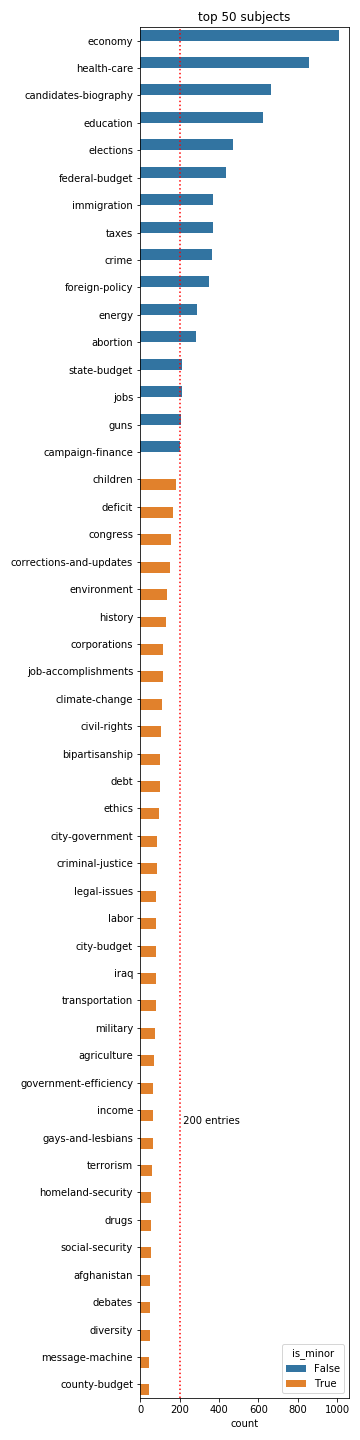 top 50 subjects
economy
health-care
candidates-biography
education
elections
federal-budget
immigration
taxes
crime
foreign-policy
energy
abortion
state-budget
jobs
guns
campaign-finance
children
deficit
congress
corrections-and-updates
environment
history
corporations
job-accomplishments
climate-change
civil-rights
bipartisanship
debt
ethics
city-government
criminal-justice
legal-issues
labor
city-budget
iraq
transportation
military
agriculture
government-efficiency
income
200 entries
gays-and-lesbians
terrorism
homeland-security
drugs
social-security
afghanistan
debates
diversity
message-machine
county-budget
is_minor
False
True
0 200 400 600 800 1000
count